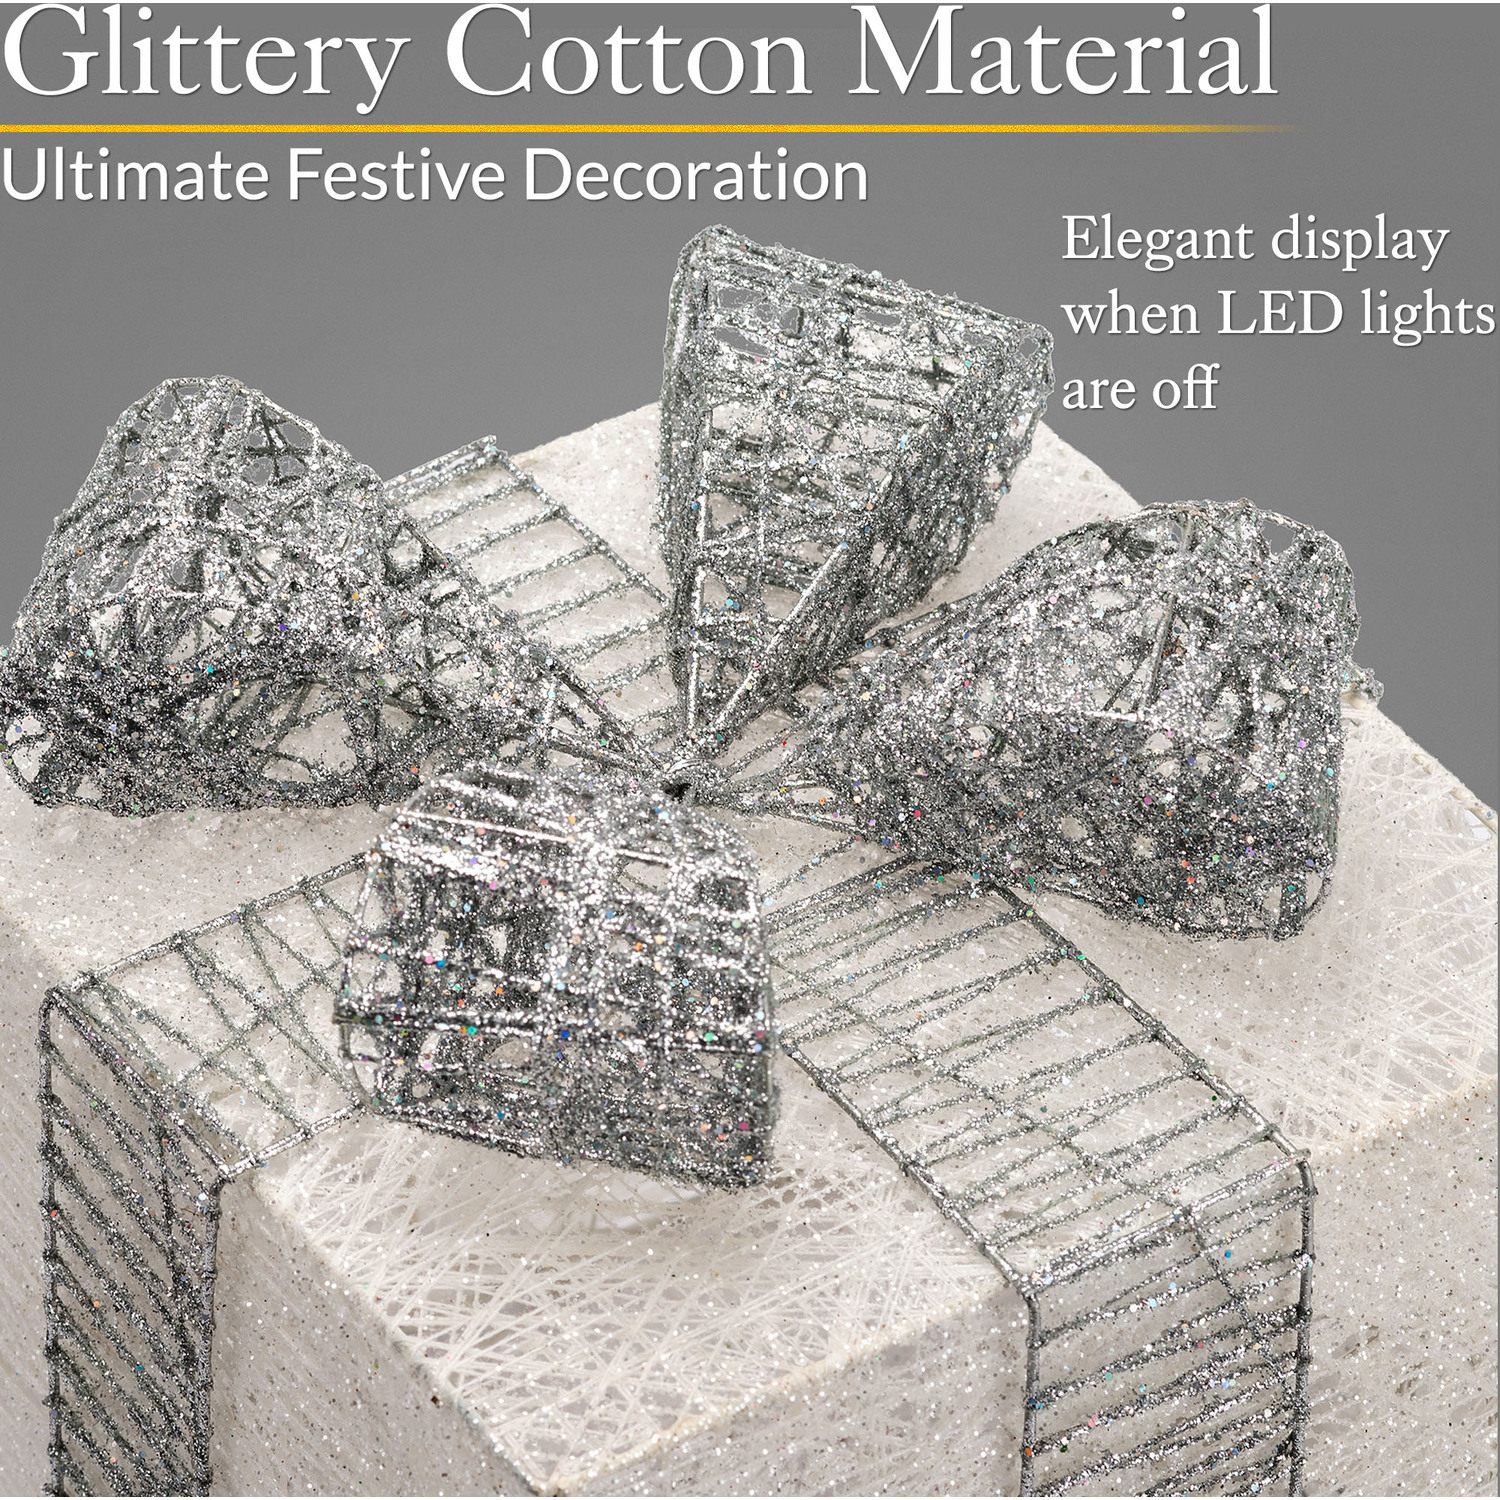 Glittery Cotton Material
Ultimate Festive Decoration
Elegant display
when LED lights
are off